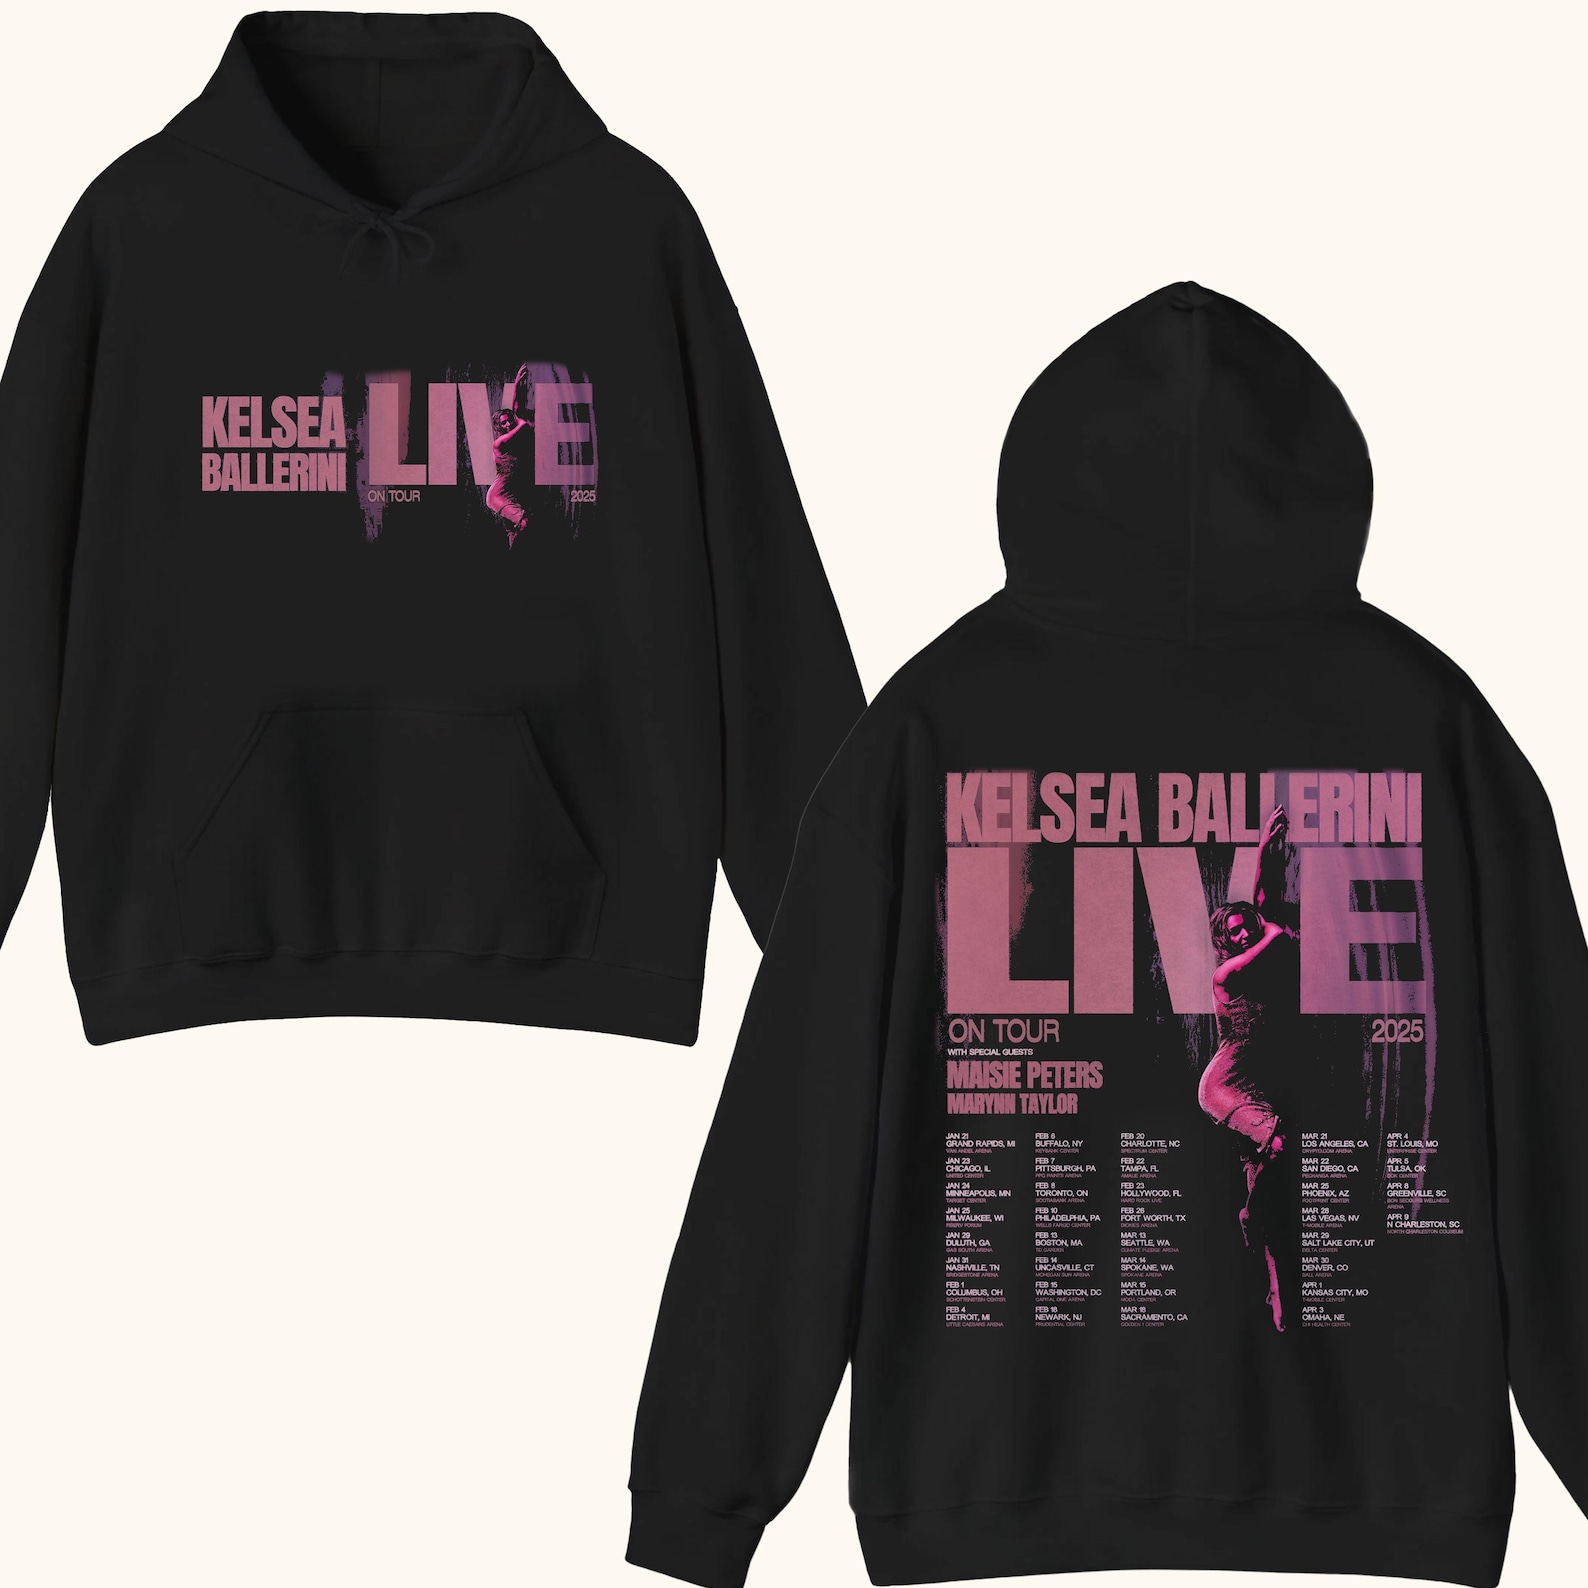 KELSEA
BALLERINI
LIVE
ON TOUR
2025
KELSEA BALLERINI
LIVE
ON TOUR
2025
WITH SPECIAL GUESTS
MAISIE PETERS
MARYNN TAYLOR
JAN 21
GRAND RAPIDS, MI
VAN ANDEL ARENA
JAN 23
CHICAGO, IL
UNITED CENTER
JAN 24
MINNEAPOLIS, MN
TARGET CENTER
JAN 25
MILWAUKEE, WI
FISERV FORUM
JAN 29
DULUTH, GA
GAS SOUTH ARENA
JAN 31
NASHVILLE, TN
BRIDGESTONE ARENA
FEB 1
COLUMBUS, OH
SCHOTTENSTEIN CENTER
FEB 4
DETROIT, MI
LITTLE CAESARS ARENA
FEB 6
BUFFALO, NY
KEYBANK CENTER
FEB 7
PITTSBURGH, PA
PPG PAINTS ARENA
FEB 8
TORONTO, ON
SCOTIABANK ARENA
FEB 10
PHILADELPHIA, PA
WELLS FARGO CENTER
FEB 13
BOSTON, MA
TD GARDEN
FEB 14
UNCASVILLE, CT
MOHEGAN SUN ARENA
FEB 15
WASHINGTON, DC
CAPITAL ONE ARENA
FEB 18
NEWARK, NJ
PRUDENTIAL CENTER
FEB 20
CHARLOTTE, NC
SPECTRUM CENTER
FEB 22
TAMPA, FL
AMALIE ARENA
FEB 23
HOLLYWOOD, FL
HARD ROCK LIVE
FEB 26
FORT WORTH, TX
DICKIES ARENA
MAR 13
SEATTLE, WA
CLIMATE PLEDGE ARENA
MAR 14
SPOKANE, WA
SPOKANE ARENA
MAR 15
PORTLAND, OR
MODA CENTER
MAR 18
SACRAMENTO, CA
GOLDEN 1 CENTER
MAR 21
LOS ANGELES, CA
CRYPTO.COM ARENA
MAR 22
SAN DIEGO, CA
PECHANGA ARENA
MAR 25
PHOENIX, AZ
FOOTPRINT CENTER
MAR 28
LAS VEGAS, NV
T-MOBILE ARENA
MAR 29
SALT LAKE CITY, UT
DELTA CENTER
MAR 30
DENVER, CO
BALL ARENA
APR 1
KANSAS CITY, MO
T-MOBILE CENTER
APR 3
OMAHA, NE
CHI HEALTH CENTER
APR 4
ST. LOUIS, MO
ENTERPRISE CENTER
APR 5
TULSA, OK
BOK CENTER
APR 8
GREENVILLE, SC
BON SECOURS WELLNESS
ARENA
APR 9
N CHARLESTON, SC
NORTH CHARLESTON COLISEUM